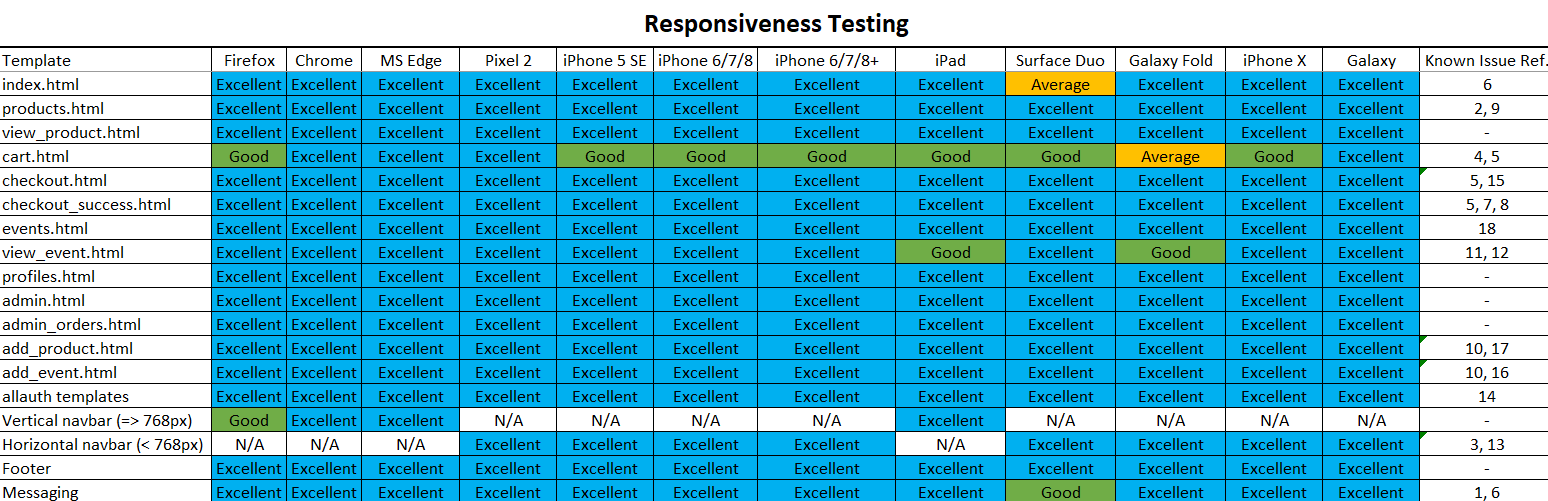 Responsiveness Testing
Template Firefox Chrome MS Edge Pixel 2 iPhone 5 SE iPhone 6/7/8 iPhone 6/7/8+ iPad Surface Duo Galaxy Fold iPhone X Galaxy Known Issue Ref.
index.html Excellent Excellent Excellent Excellent Excellent Excellent Excellent Excellent Average Excellent Excellent Excellent 6
products.html Excellent Excellent Excellent Excellent Excellent Excellent Excellent Excellent Excellent Excellent Excellent Excellent 2, 9
view_product.html Excellent Excellent Excellent Excellent Excellent Excellent Excellent Excellent Excellent Excellent Excellent Excellent -
cart.html Good Excellent Excellent Excellent Good Good Good Good Good Average Good Excellent 4, 5
checkout.html Excellent Excellent Excellent Excellent Excellent Excellent Excellent Excellent Excellent Excellent Excellent Excellent 5, 15
checkout_success.html Excellent Excellent Excellent Excellent Excellent Excellent Excellent Excellent Excellent Excellent Excellent Excellent 5, 7, 8
events.html Excellent Excellent Excellent Excellent Excellent Excellent Excellent Excellent Excellent Excellent Excellent Excellent 18
view_event.html Excellent Excellent Excellent Excellent Excellent Excellent Excellent Good Excellent Good Excellent Excellent 11, 12
profiles.html Excellent Excellent Excellent Excellent Excellent Excellent Excellent Excellent Excellent Excellent Excellent Excellent -
admin.html Excellent Excellent Excellent Excellent Excellent Excellent Excellent Excellent Excellent Excellent Excellent Excellent -
admin_orders.html Excellent Excellent Excellent Excellent Excellent Excellent Excellent Excellent Excellent Excellent Excellent Excellent -
add_product.html Excellent Excellent Excellent Excellent Excellent Excellent Excellent Excellent Excellent Excellent Excellent Excellent 10, 17
add_event.html Excellent Excellent Excellent Excellent Excellent Excellent Excellent Excellent Excellent Excellent Excellent Excellent 10, 16
allauth templates Excellent Excellent Excellent Excellent Excellent Excellent Excellent Excellent Excellent Excellent Excellent Excellent 14
Vertical navbar (=> 768px) Good Excellent Excellent N/A N/A N/A N/A Excellent N/A N/A N/A N/A -
Horizontal navbar (< 768px) N/A N/A N/A Excellent Excellent Excellent Excellent N/A Excellent Excellent Excellent Excellent 3, 13
Footer Excellent Excellent Excellent Excellent Excellent Excellent Excellent Excellent Excellent Excellent Excellent Excellent -
Messaging Excellent Excellent Excellent Excellent Excellent Excellent Excellent Excellent Good Excellent Excellent Excellent 1, 6